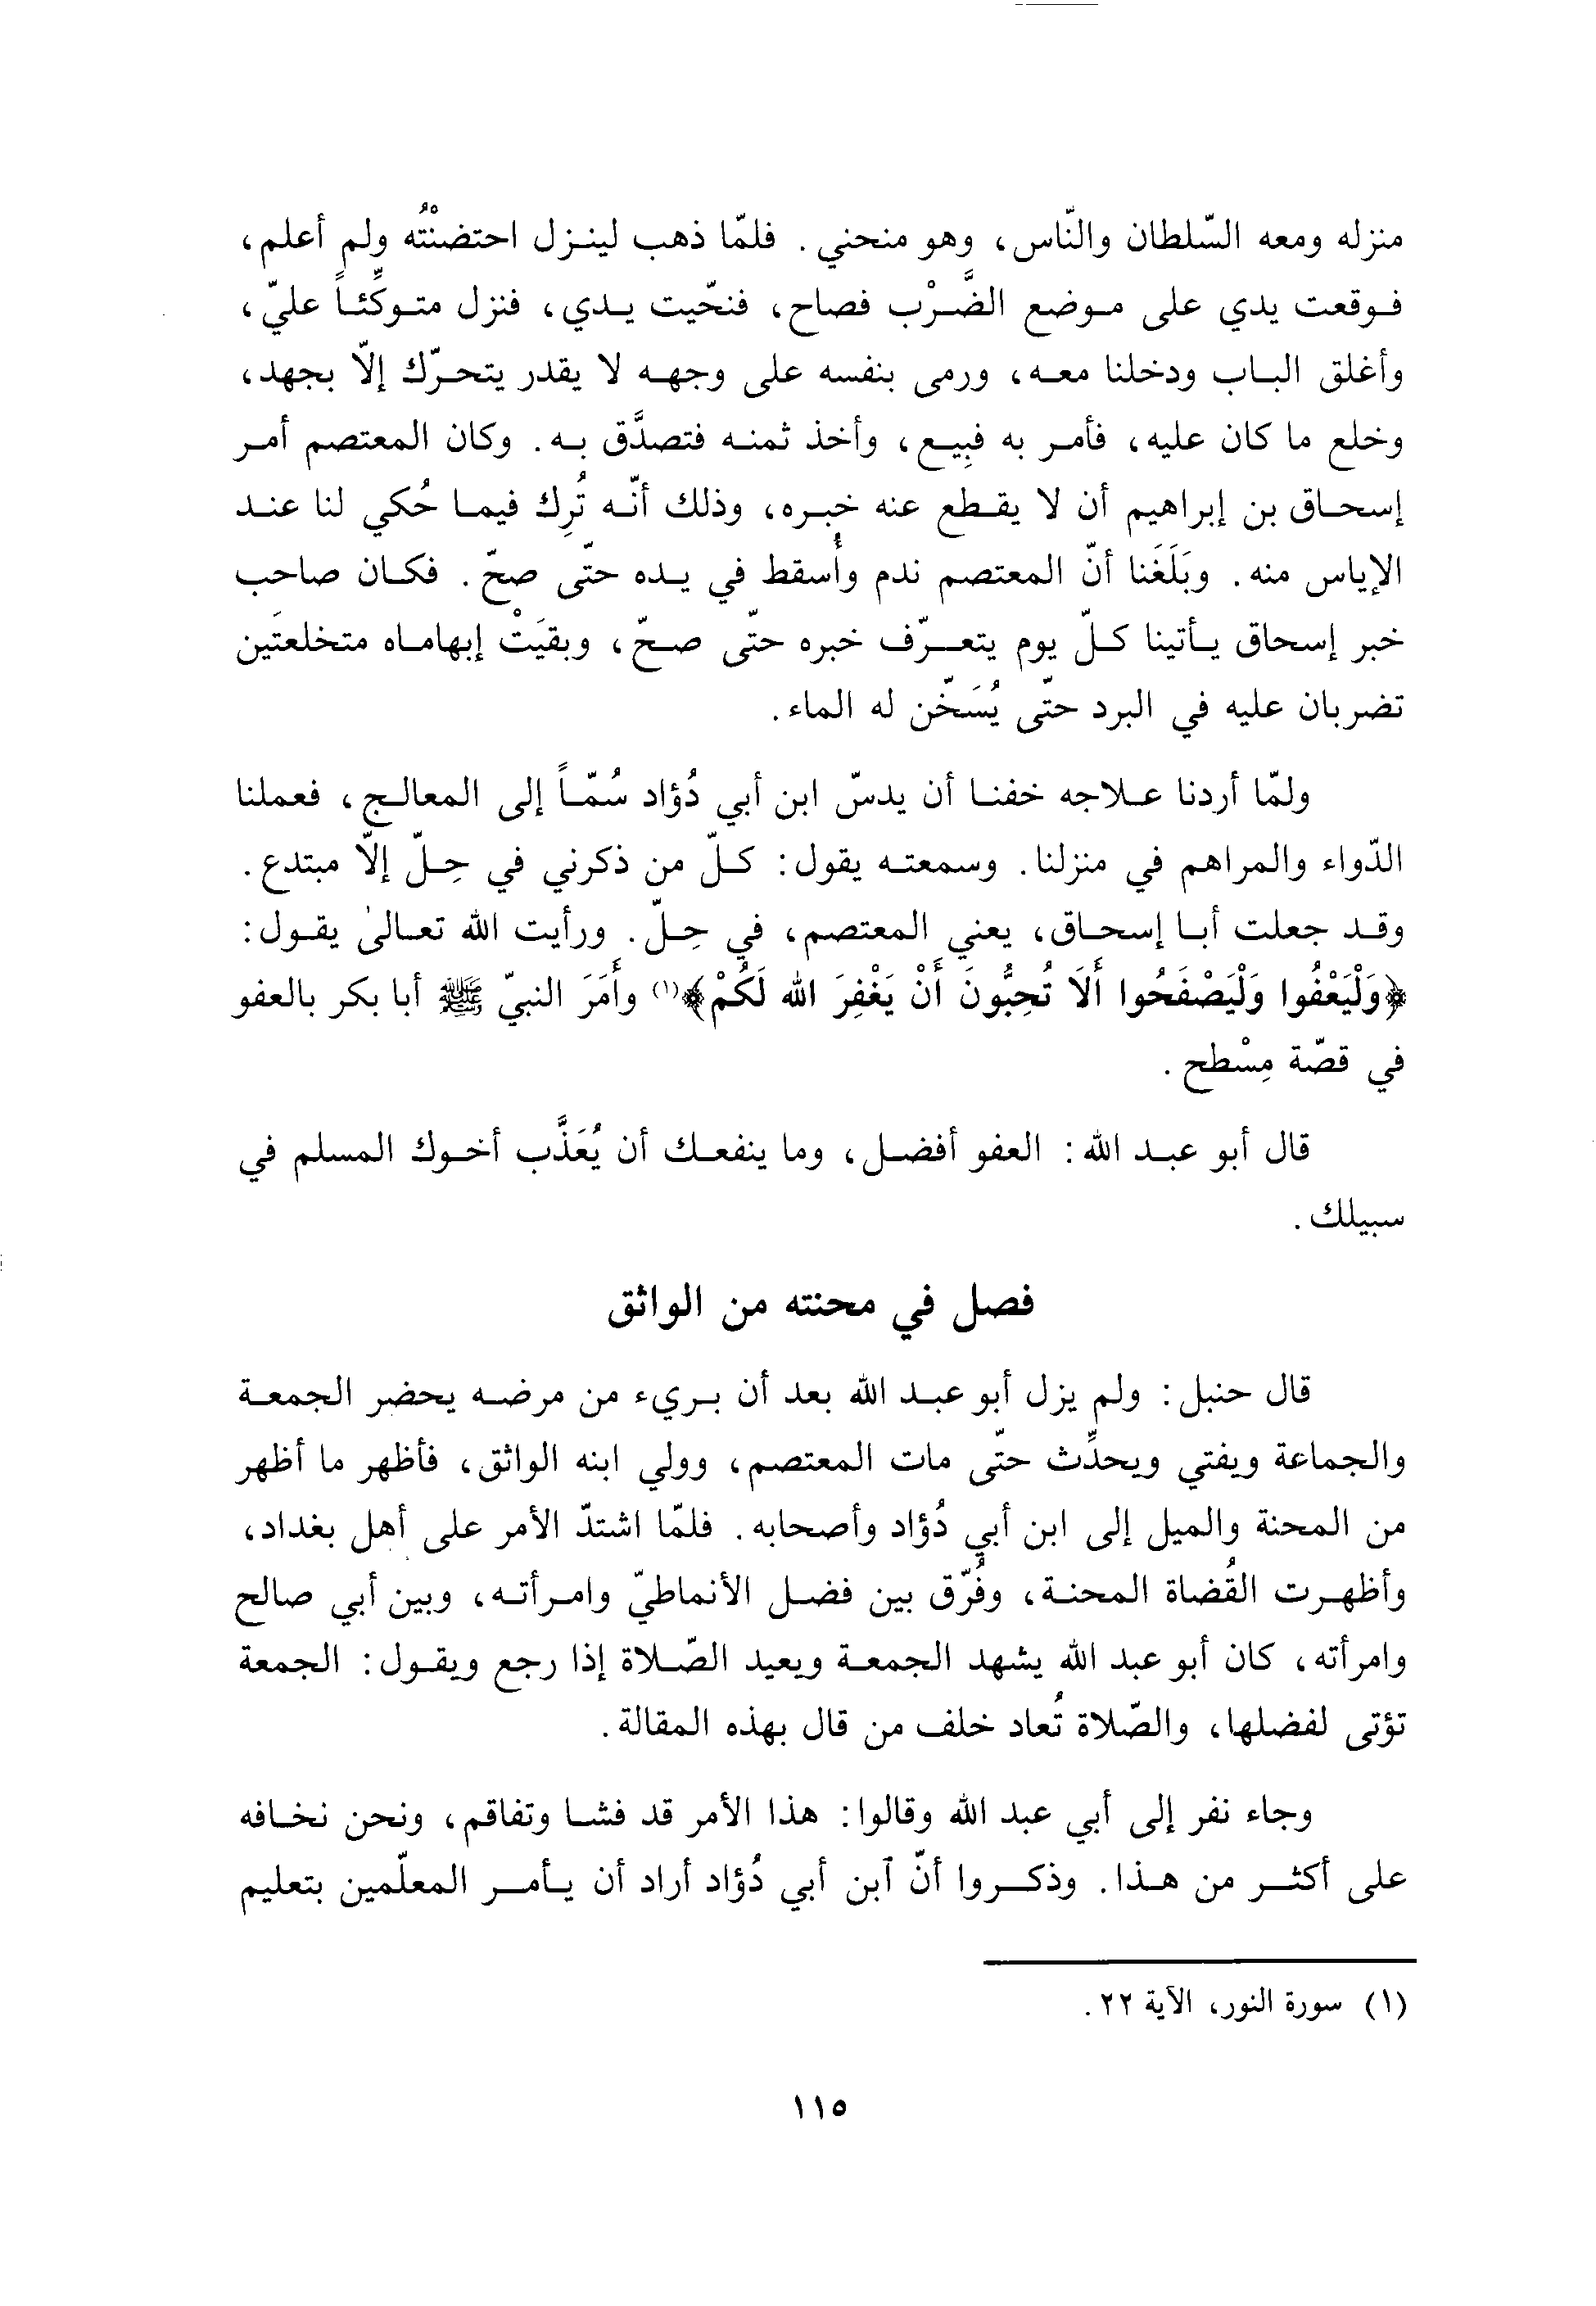 منزله ومعه السّلطان والنّاس، وهو منحني. فلمّا ذهب لينزل احتضنْتُه ولم أعلم،
فوقعت يدي على موضع الضَّرْب فصاح، فنحّيت يدي، فنزل متوكِّئاً عليّ،
وأغلق الباب ودخلنا معه، ورمى بنفسه على وجهه لا يقدر يتحرّك إلّا بجهد،
وخلع ما كان عليه، فأمر به فبِيع، وأخذ ثمنه فتصدَّق به. وكان المعتصم أمر
إسحاق بن إبراهيم أن لا يقطع عنه خبره، وذلك أنّه تُرِك فيما حُكي لنا عند
الإياس منه. وبَلَغَنا أنّ المعتصم ندم وأُسقط في يده حتّى صحّ. فكان صاحب
خبر إسحاق يأتينا كلّ يوم يتعرّف خبره حتّى صحّ، وبقيَتْ إبهاماه متخلعتَين
تضربان عليه في البرد حتّى يُسَخّن له الماء.
ولمّا أردنا علاجه خفنا أن يدسّ ابن أبي دُؤاد سُمّاً إلى المعالج، فعملنا
الدّواء والمراهم في منزلنا. وسمعته يقول: كلّ من ذكرني في حِلّ إلّا مبتدع.
وقد جعلت أبا إسحاق، يعني المعتصم، في حِلّ. ورأيت الله تعالىٰ يقول:
﴿وَلْيَعْفُوا وَلْيَصْفَحُوا أَلَا تُحِبُّونَ أَنْ يَغْفِرَ الله لَكُمْ﴾(١) وأَمَرَ النبيّ ﷺ أبا بكر بالعفو
في قصّة مِسْطح.
قال أبو عبد الله: العفو أفضل، وما ينفعك أن يُعَذَّب أخوك المسلم في
سبيلك.
فصل في محنته من الواثق
قال حنبل: ولم يزل أبو عبد الله بعد أن بريء من مرضه يحضر الجمعة
والجماعة ويفتي ويحدِّث حتّى مات المعتصم، وولي ابنه الواثق، فأظهر ما أظهر
من المحنة والميل إلى ابن أبي دُؤاد وأصحابه. فلمّا اشتدّ الأمر على أهل بغداد،
وأظهرت القُضاة المحنة، وفُرّق بين فضل الأنماطيّ وامرأته، وبين أبي صالح
وامرأته، كان أبو عبد الله يشهد الجمعة ويعيد الصّلاة إذا رجع ويقول: الجمعة
تؤتى لفضلها، والصّلاة تُعاد خلف من قال بهذه المقالة.
وجاء نفر إلى أبي عبد الله وقالوا: هذا الأمر قد فشا وتفاقم، ونحن نخافه
على أكثر من هذا. وذكروا أنّ آبن أبي دُؤاد أراد أن يأمر المعلّمين بتعليم
(١) سورة النور، الآية ٢٢.
١١٥